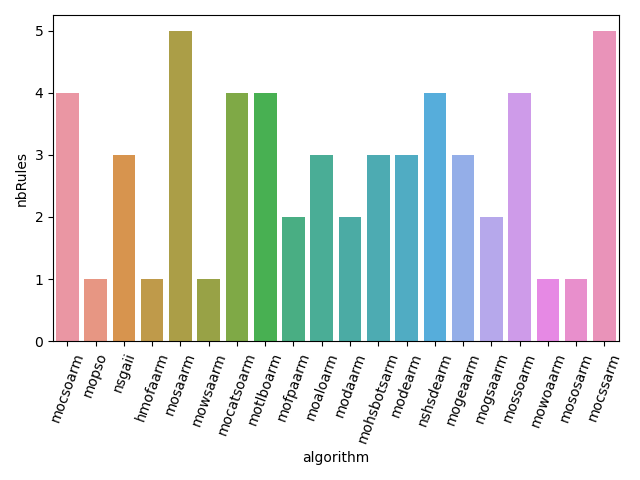 5
4
3
2
1
0
nbRules
mocsoarm
mopso
nsgaii
hmofaarm
mosaarm
mowsaarm
mocatsoarm
motlboarm
mofpaarm
moaloarm
modaarm
mohsbotsarm
modearm
nshsdearm
mogeaarm
mogsaarm
mossoarm
mowoaarm
mososarm
mocssarm
algorithm